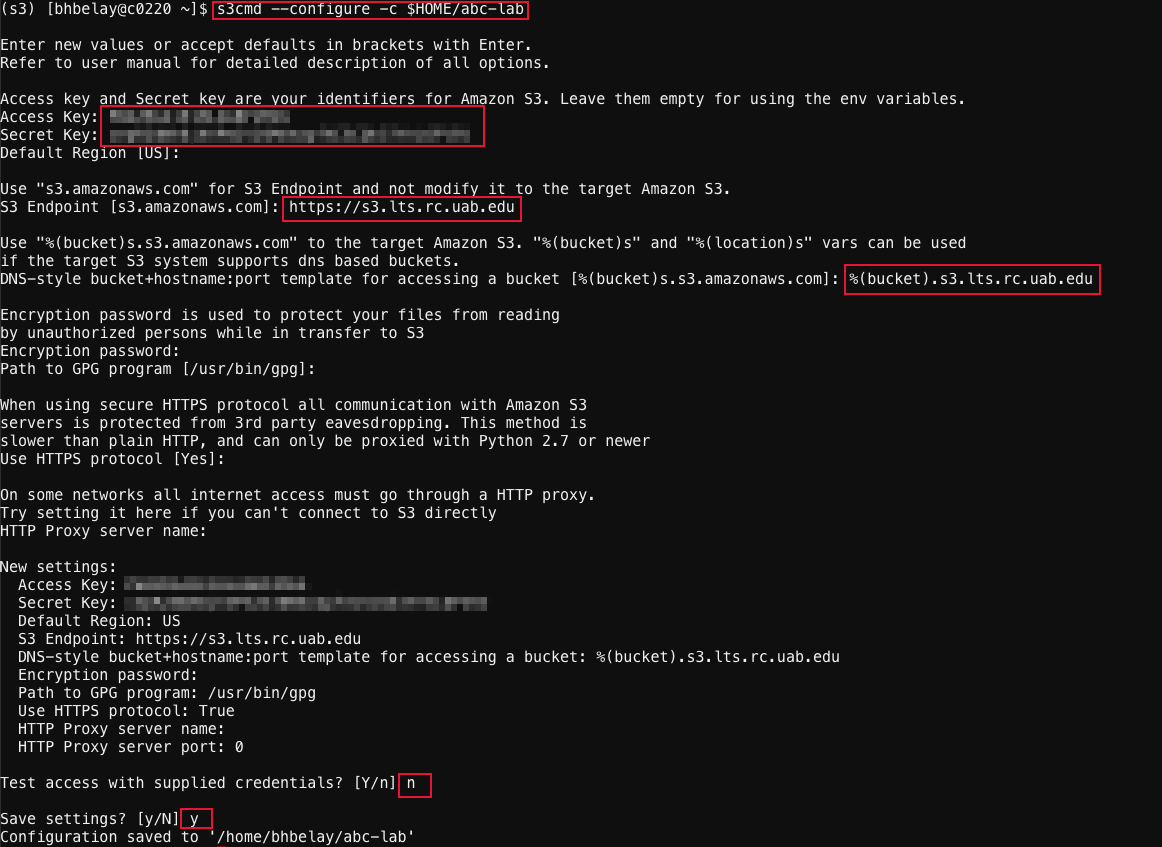 (s3) [bhbelay@c0220 ~]$ s3cmd --configure -c $HOME/abc-lab
Enter new values or accept defaults in brackets with Enter.
Refer to user manual for detailed description of all options.
Access key and Secret key are your identifiers for Amazon S3. Leave them empty for using the env variables.
Access Key:
Secret Key:
Default Region [US]:
Use "s3.amazonaws.com" for S3 Endpoint and not modify it to the target Amazon S3.
S3 Endpoint [s3.amazonaws.com]: https://s3.lts.rc.uab.edu
Use "%(bucket)s.s3.amazonaws.com" to the target Amazon S3. "%(bucket)s" and "%(location)s" vars can be used
if the target S3 system supports dns based buckets.
DNS-style bucket+hostname:port template for accessing a bucket [%(bucket)s.s3.amazonaws.com]: %(bucket).s3.lts.rc.uab.edu
Encryption password is used to protect your files from reading
by unauthorized persons while in transfer to S3
Encryption password:
Path to GPG program [/usr/bin/gpg]:
When using secure HTTPS protocol all communication with Amazon S3
servers is protected from 3rd party eavesdropping. This method is
slower than plain HTTP, and can only be proxied with Python 2.7 or newer
Use HTTPS protocol [Yes]:
On some networks all internet access must go through a HTTP proxy.
Try setting it here if you can't connect to S3 directly
HTTP Proxy server name:
New settings:
Access Key:
Secret Key:
Default Region: US
S3 Endpoint: https://s3.lts.rc.uab.edu
DNS-style bucket+hostname:port template for accessing a bucket: %(bucket).s3.lts.rc.uab.edu
Encryption password:
Path to GPG program: /usr/bin/gpg
Use HTTPS protocol: True
HTTP Proxy server name:
HTTP Proxy server port: 0
Test access with supplied credentials? [Y/n] n
Save settings? [y/N] y
Configuration saved to '/home/bhbelay/abc-lab'